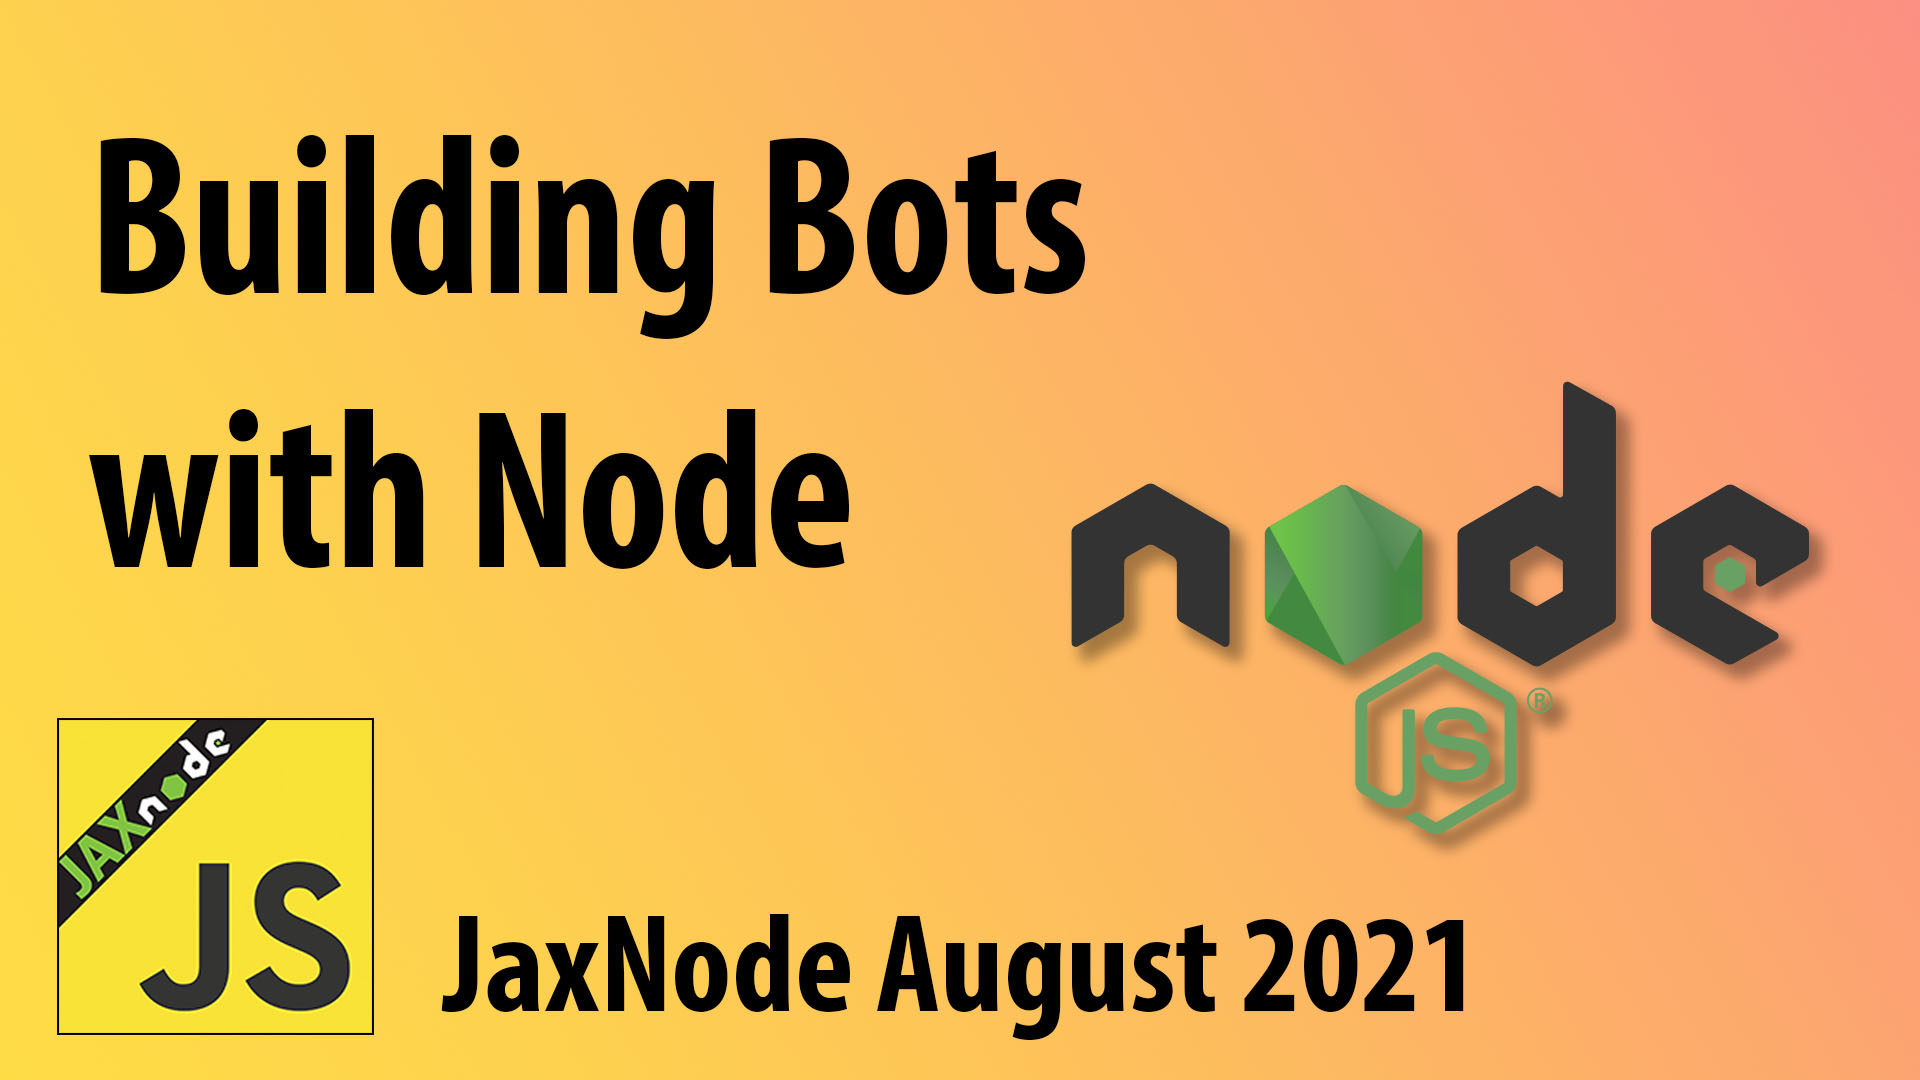 Building Bots
with Node
node
JS®
JAXnode
JS
JaxNode August 2021